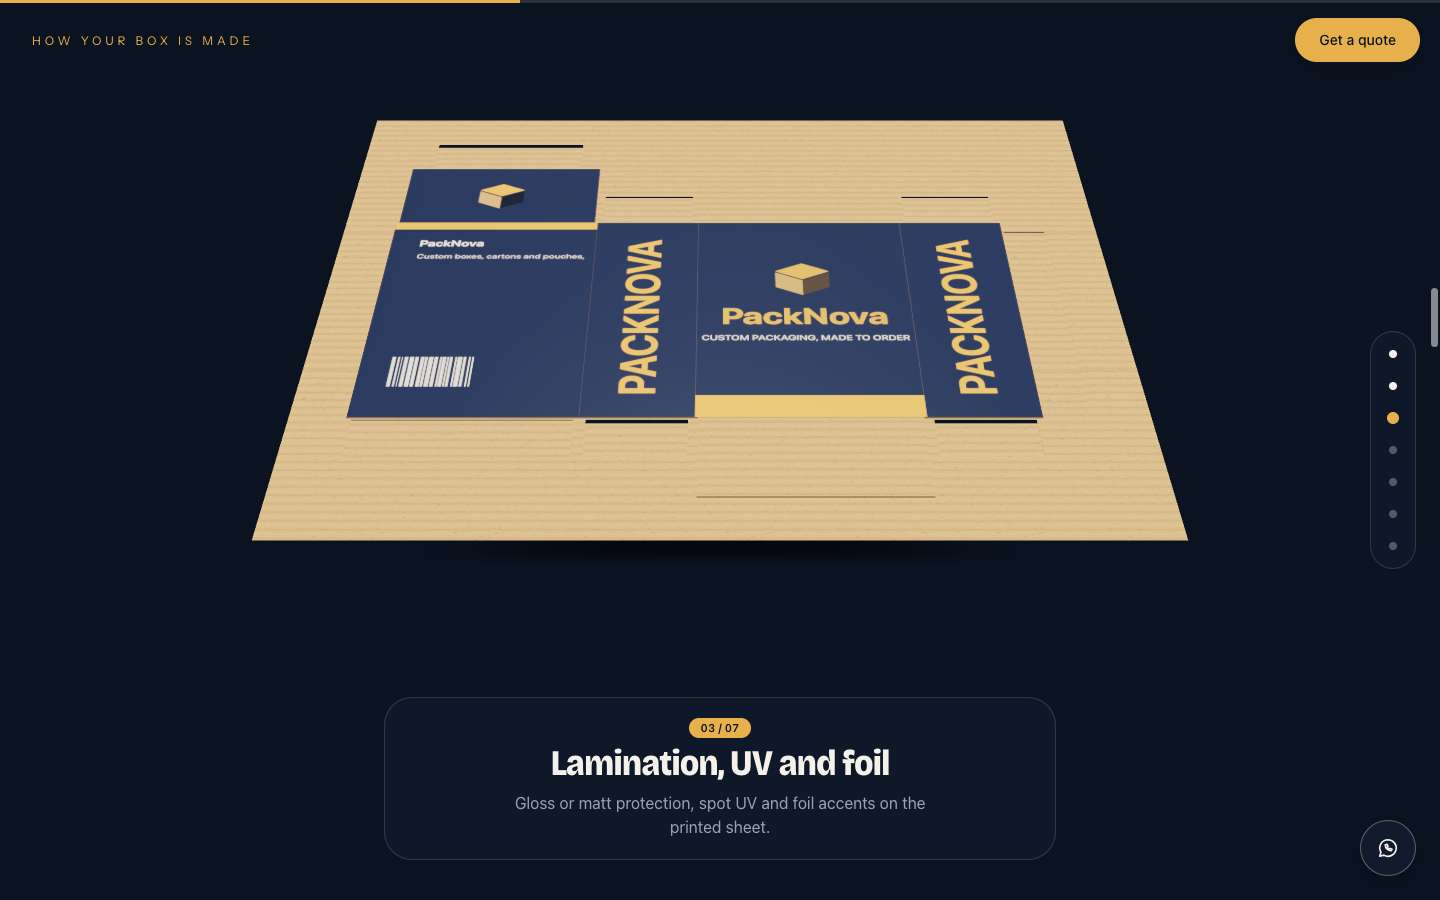 HOW YOUR BOX IS MADE
Get a quote
PackNova
Custom boxes, cartons and pouches,
PACKNOVA
PackNova
CUSTOM PACKAGING, MADE TO ORDER
PACKNOVA
03 / 07
Lamination, UV and foil
Gloss or matt protection, spot UV and foil accents on the
printed sheet.